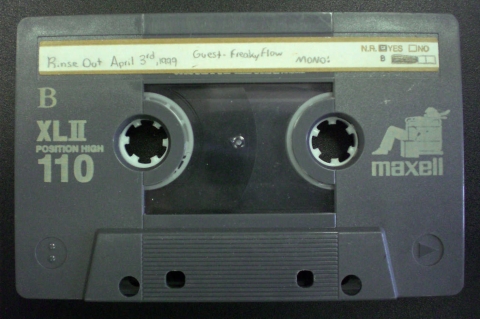 Rinse Out April 3rd, 1999 Guest - Freaky Flow MONO:
N.R. YES NO
B
B
XLII
POSITION HIGH
110
maxell